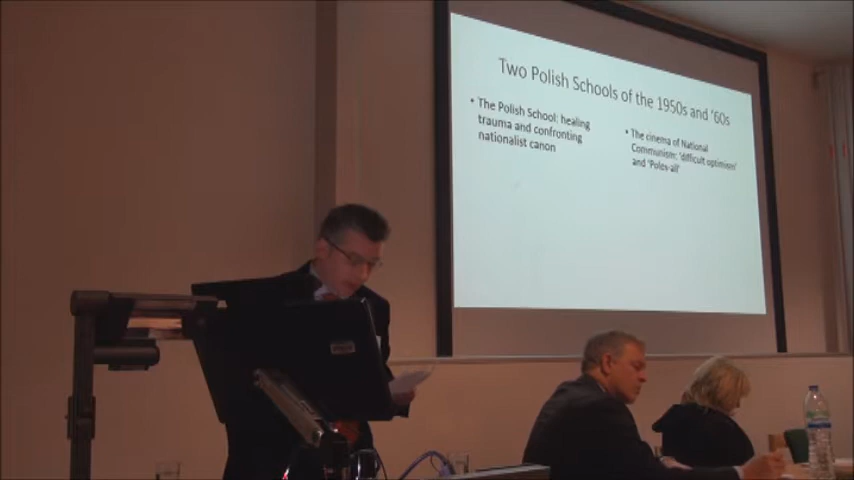 Two Polish Schools of the 1950s and '60s
• The Polish School: healing
trauma and confronting
nationalist canon
• The cinema of National
Communism: 'difficult optimism'
and 'Poles-all'